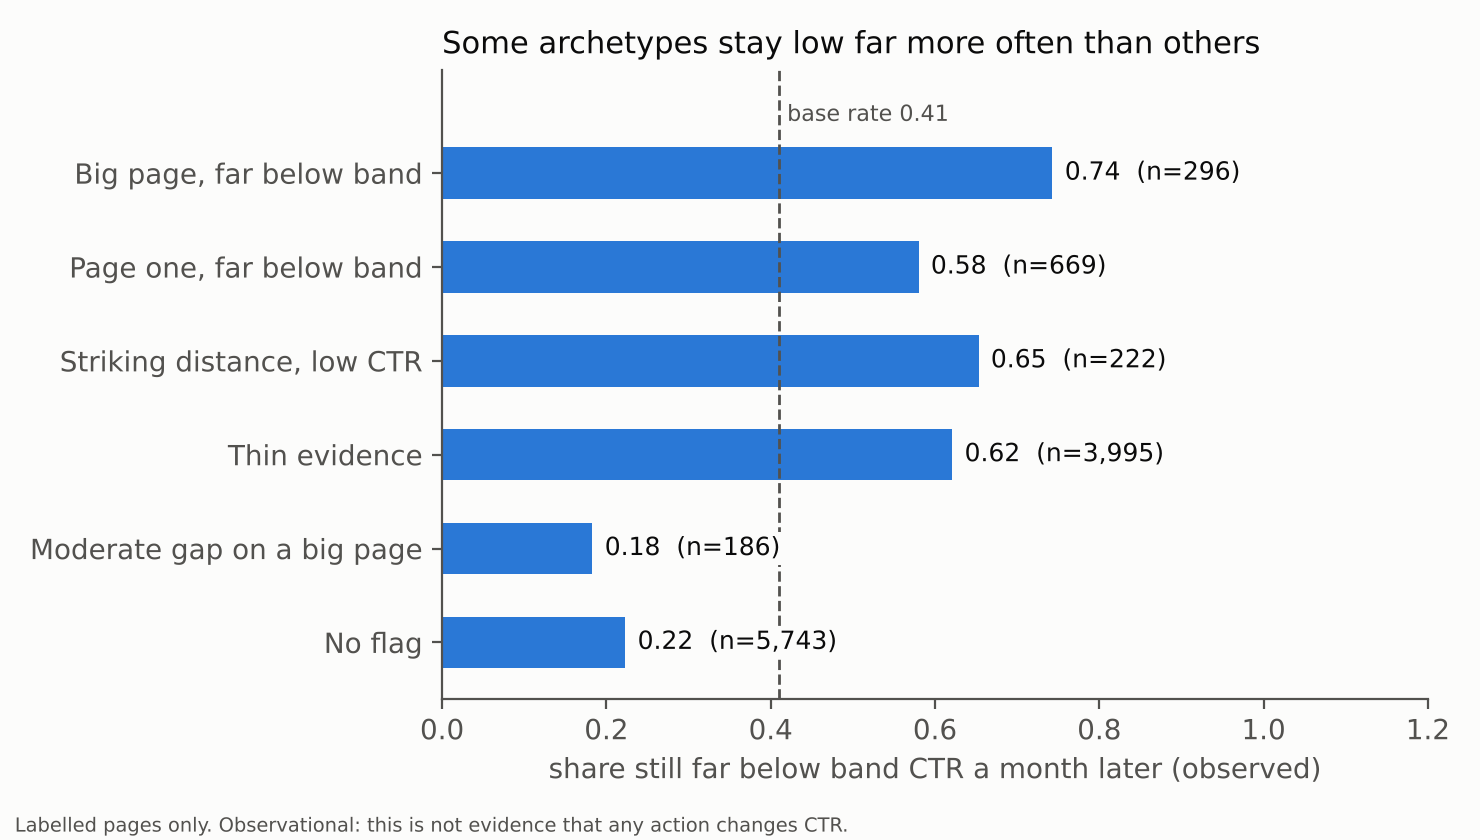 Some archetypes stay low far more often than others
base rate 0.41
Big page, far below band 0.74 (n=296)
Page one, far below band 0.58 (n=669)
Striking distance, low CTR 0.65 (n=222)
Thin evidence 0.62 (n=3,995)
Moderate gap on a big page 0.18 (n=186)
No flag 0.22 (n=5,743)
0.0 0.2 0.4 0.6 0.8 1.0 1.2
share still far below band CTR a month later (observed)
Labelled pages only. Observational: this is not evidence that any action changes CTR.